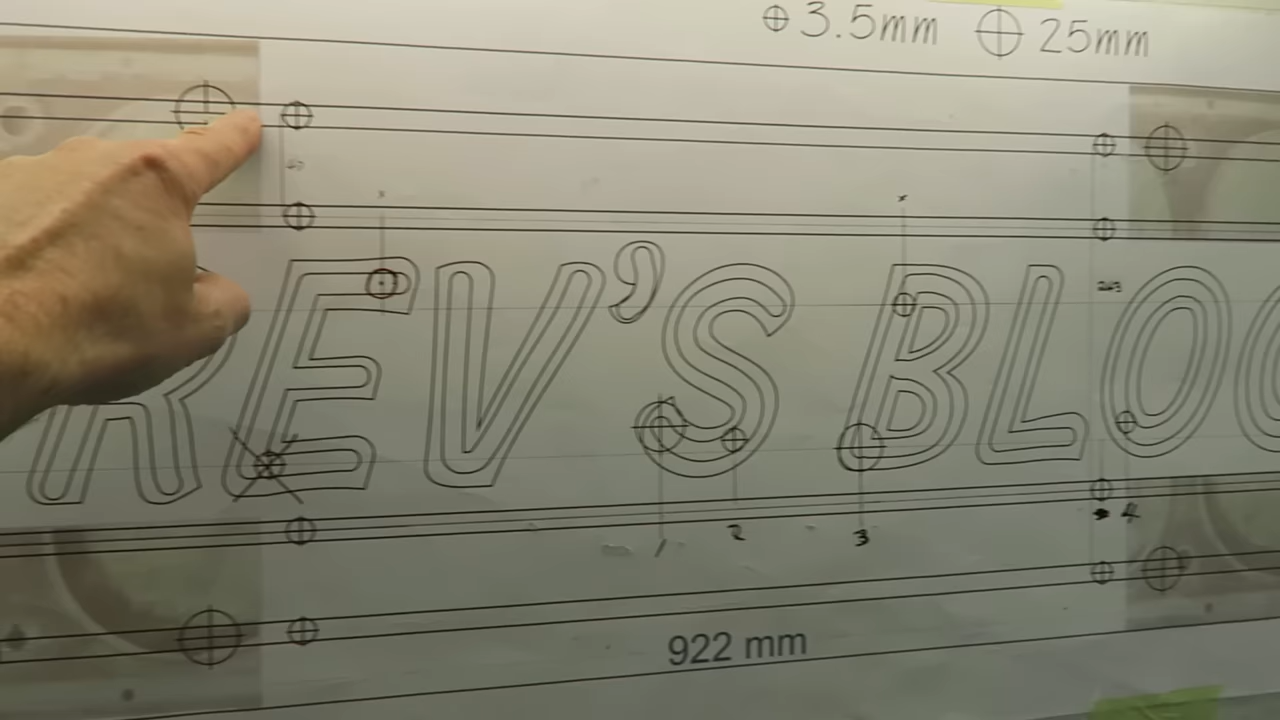 ⊕ 3.5mm ⊕ 25mm
x x
REV'S BLO
1 2 3 4
922 mm